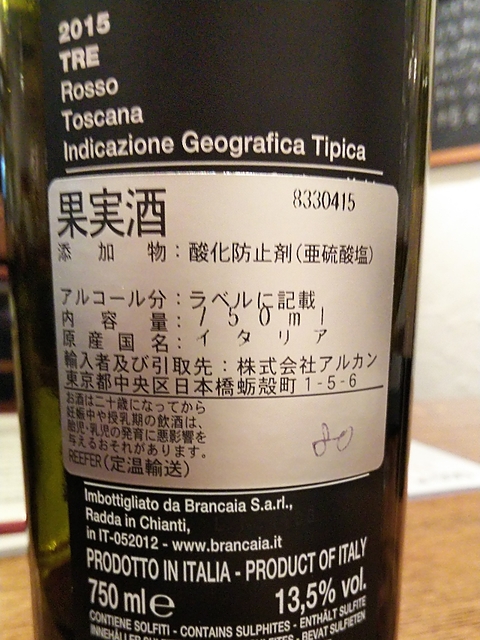 2015
TRE
Rosso
Toscana
Indicazione Geografica Tipica
果実酒
8330415
添加物:酸化防止剤(亜硫酸塩)
アルコール分:ラベルに記載
内容量:750ml
原産国名:イタリア
輸入者及び引取先:株式会社アルカン
東京都中央区日本橋蛎殻町1-5-6
お酒は二十歳になってから
妊娠中や授乳期の飲酒は、
胎児・乳児の発育に悪影響を
与えるおそれがあります。
REEFER(定温輸送)
80
Imbottigliato da Brancaia S.a.r.l.,
Radda in Chianti,
in IT-052012 - www.brancaia.it
PRODOTTO IN ITALIA - PRODUCT OF ITALY
750 ml e 13,5% vol.
CONTIENE SOLFITI - CONTAINS SULPHITES - ENTHÄLT SULFITE